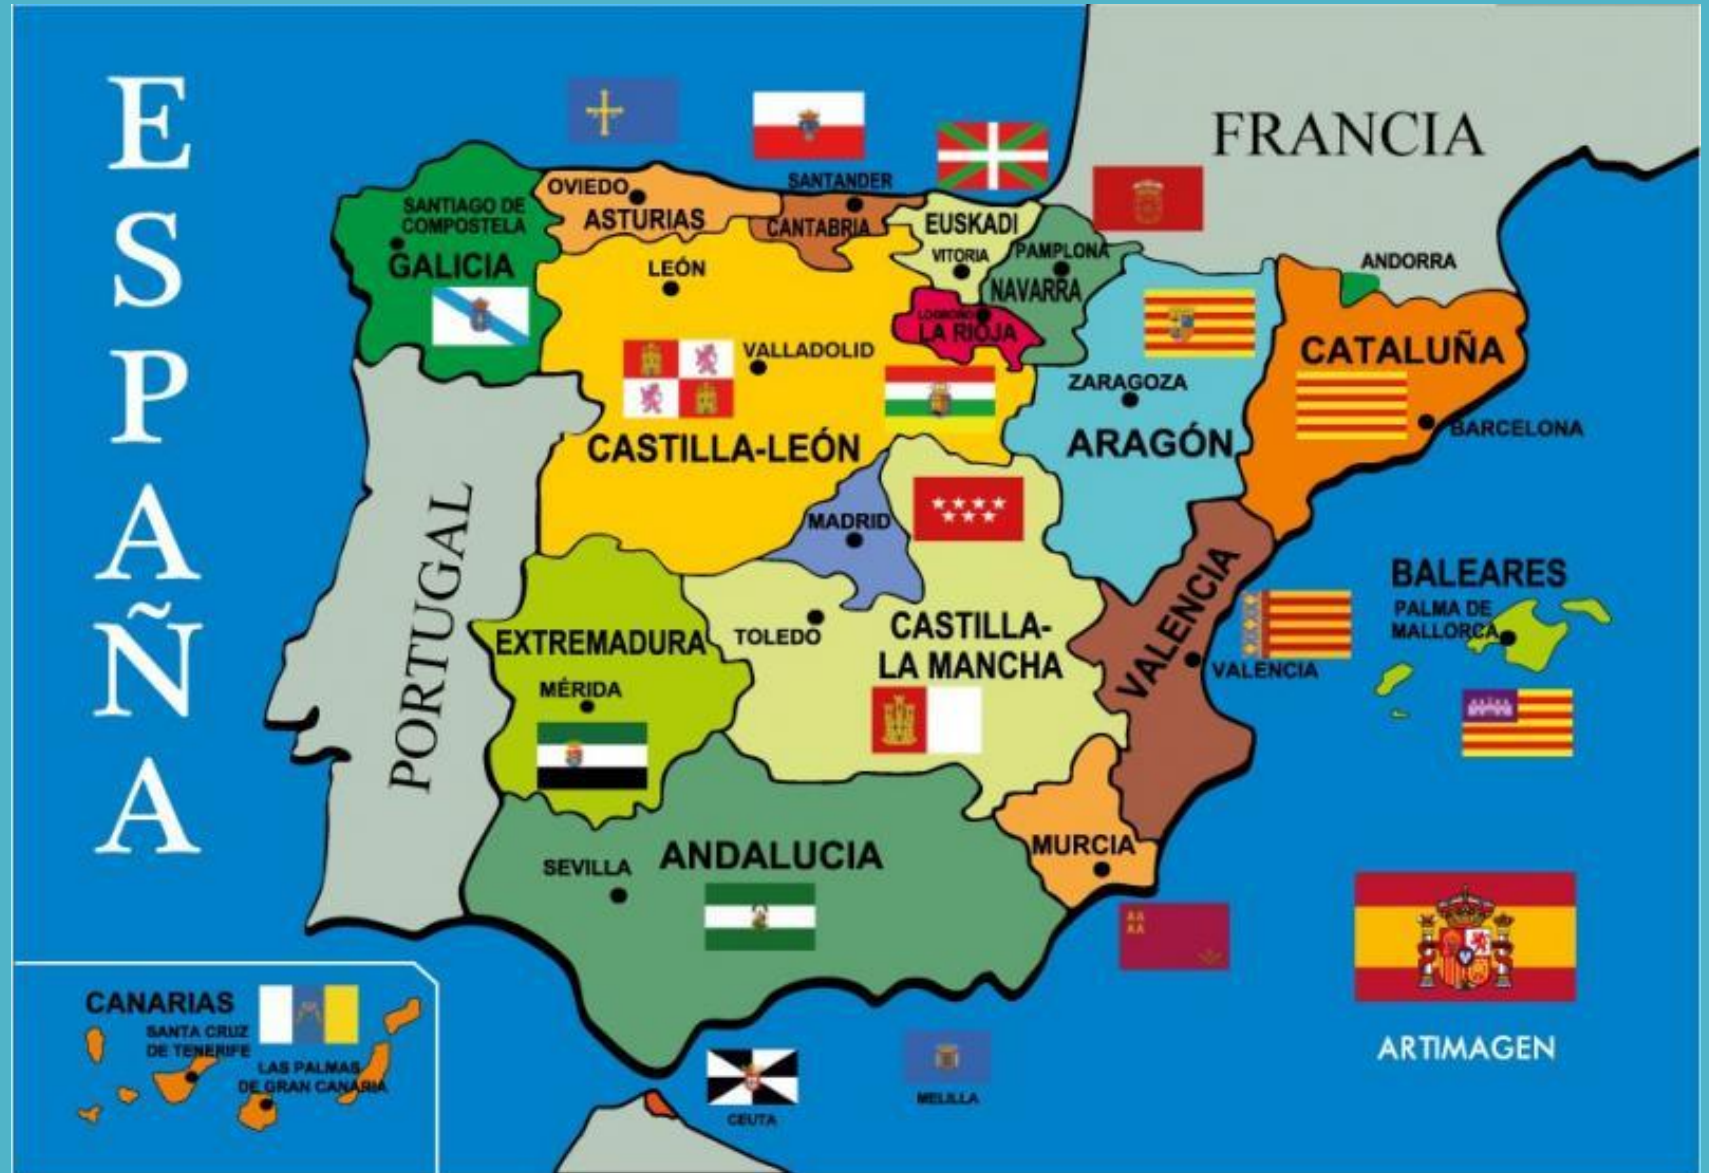 ESPAÑA
FRANCIA
PORTUGAL
ANDORRA
SANTIAGO DE
COMPOSTELA
GALICIA
OVIEDO
ASTURIAS
SANTANDER
CANTABRIA
EUSKADI
VITORIA
PAMPLONA
NAVARRA
LOGROÑO
LA RIOJA
LEÓN
VALLADOLID
CASTILLA-LEÓN
ZARAGOZA
ARAGÓN
CATALUÑA
BARCELONA
MADRID
EXTREMADURA
MÉRIDA
TOLEDO
CASTILLA-
LA MANCHA
VALENCIA
VALENCIA
BALEARES
PALMA DE
MALLORCA
MURCIA
SEVILLA
ANDALUCIA
CANARIAS
SANTA CRUZ
DE TENERIFE
LAS PALMAS
DE GRAN CANARIA
CEUTA
MELILLA
ARTIMAGEN